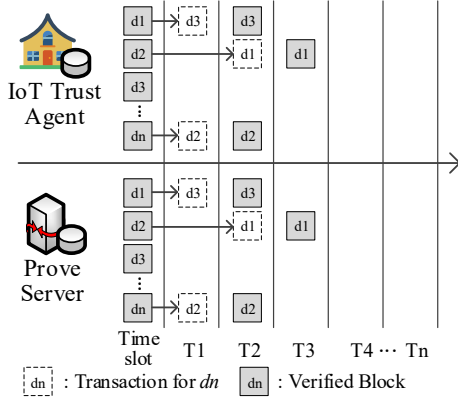 d1 d3 d3
d2 d1 d1
IoT Trust
Agent
d3
⋮
dn d2 d2
d1 d3 d3
d2 d1 d1
Prove
Server
d3
⋮
dn d2 d2
Time
slot T1 T2 T3 T4 ⋯ Tn
dn : Transaction for dn dn : Verified Block